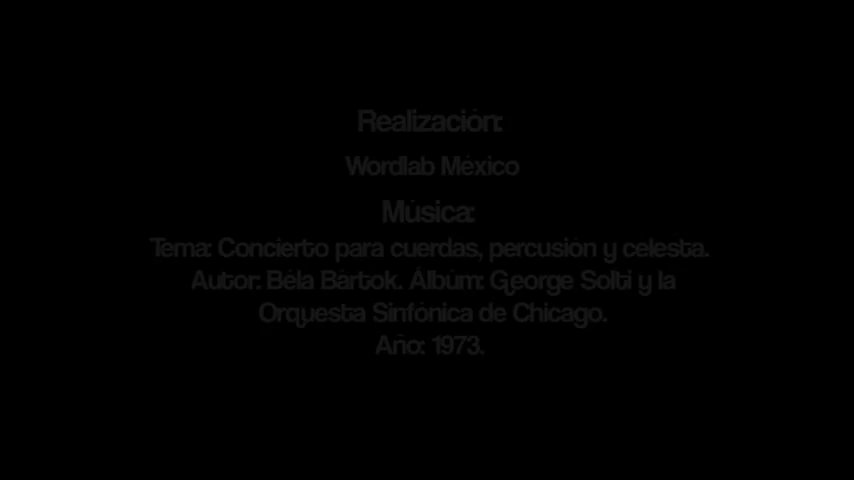 Realización:
Wordlab México
Música:
Tema: Concierto para cuerdas, percusión y celesta.
Autor: Béla Bártok. Álbúm: George Solti y la
Orquesta Sinfónica de Chicago.
Año: 1973.